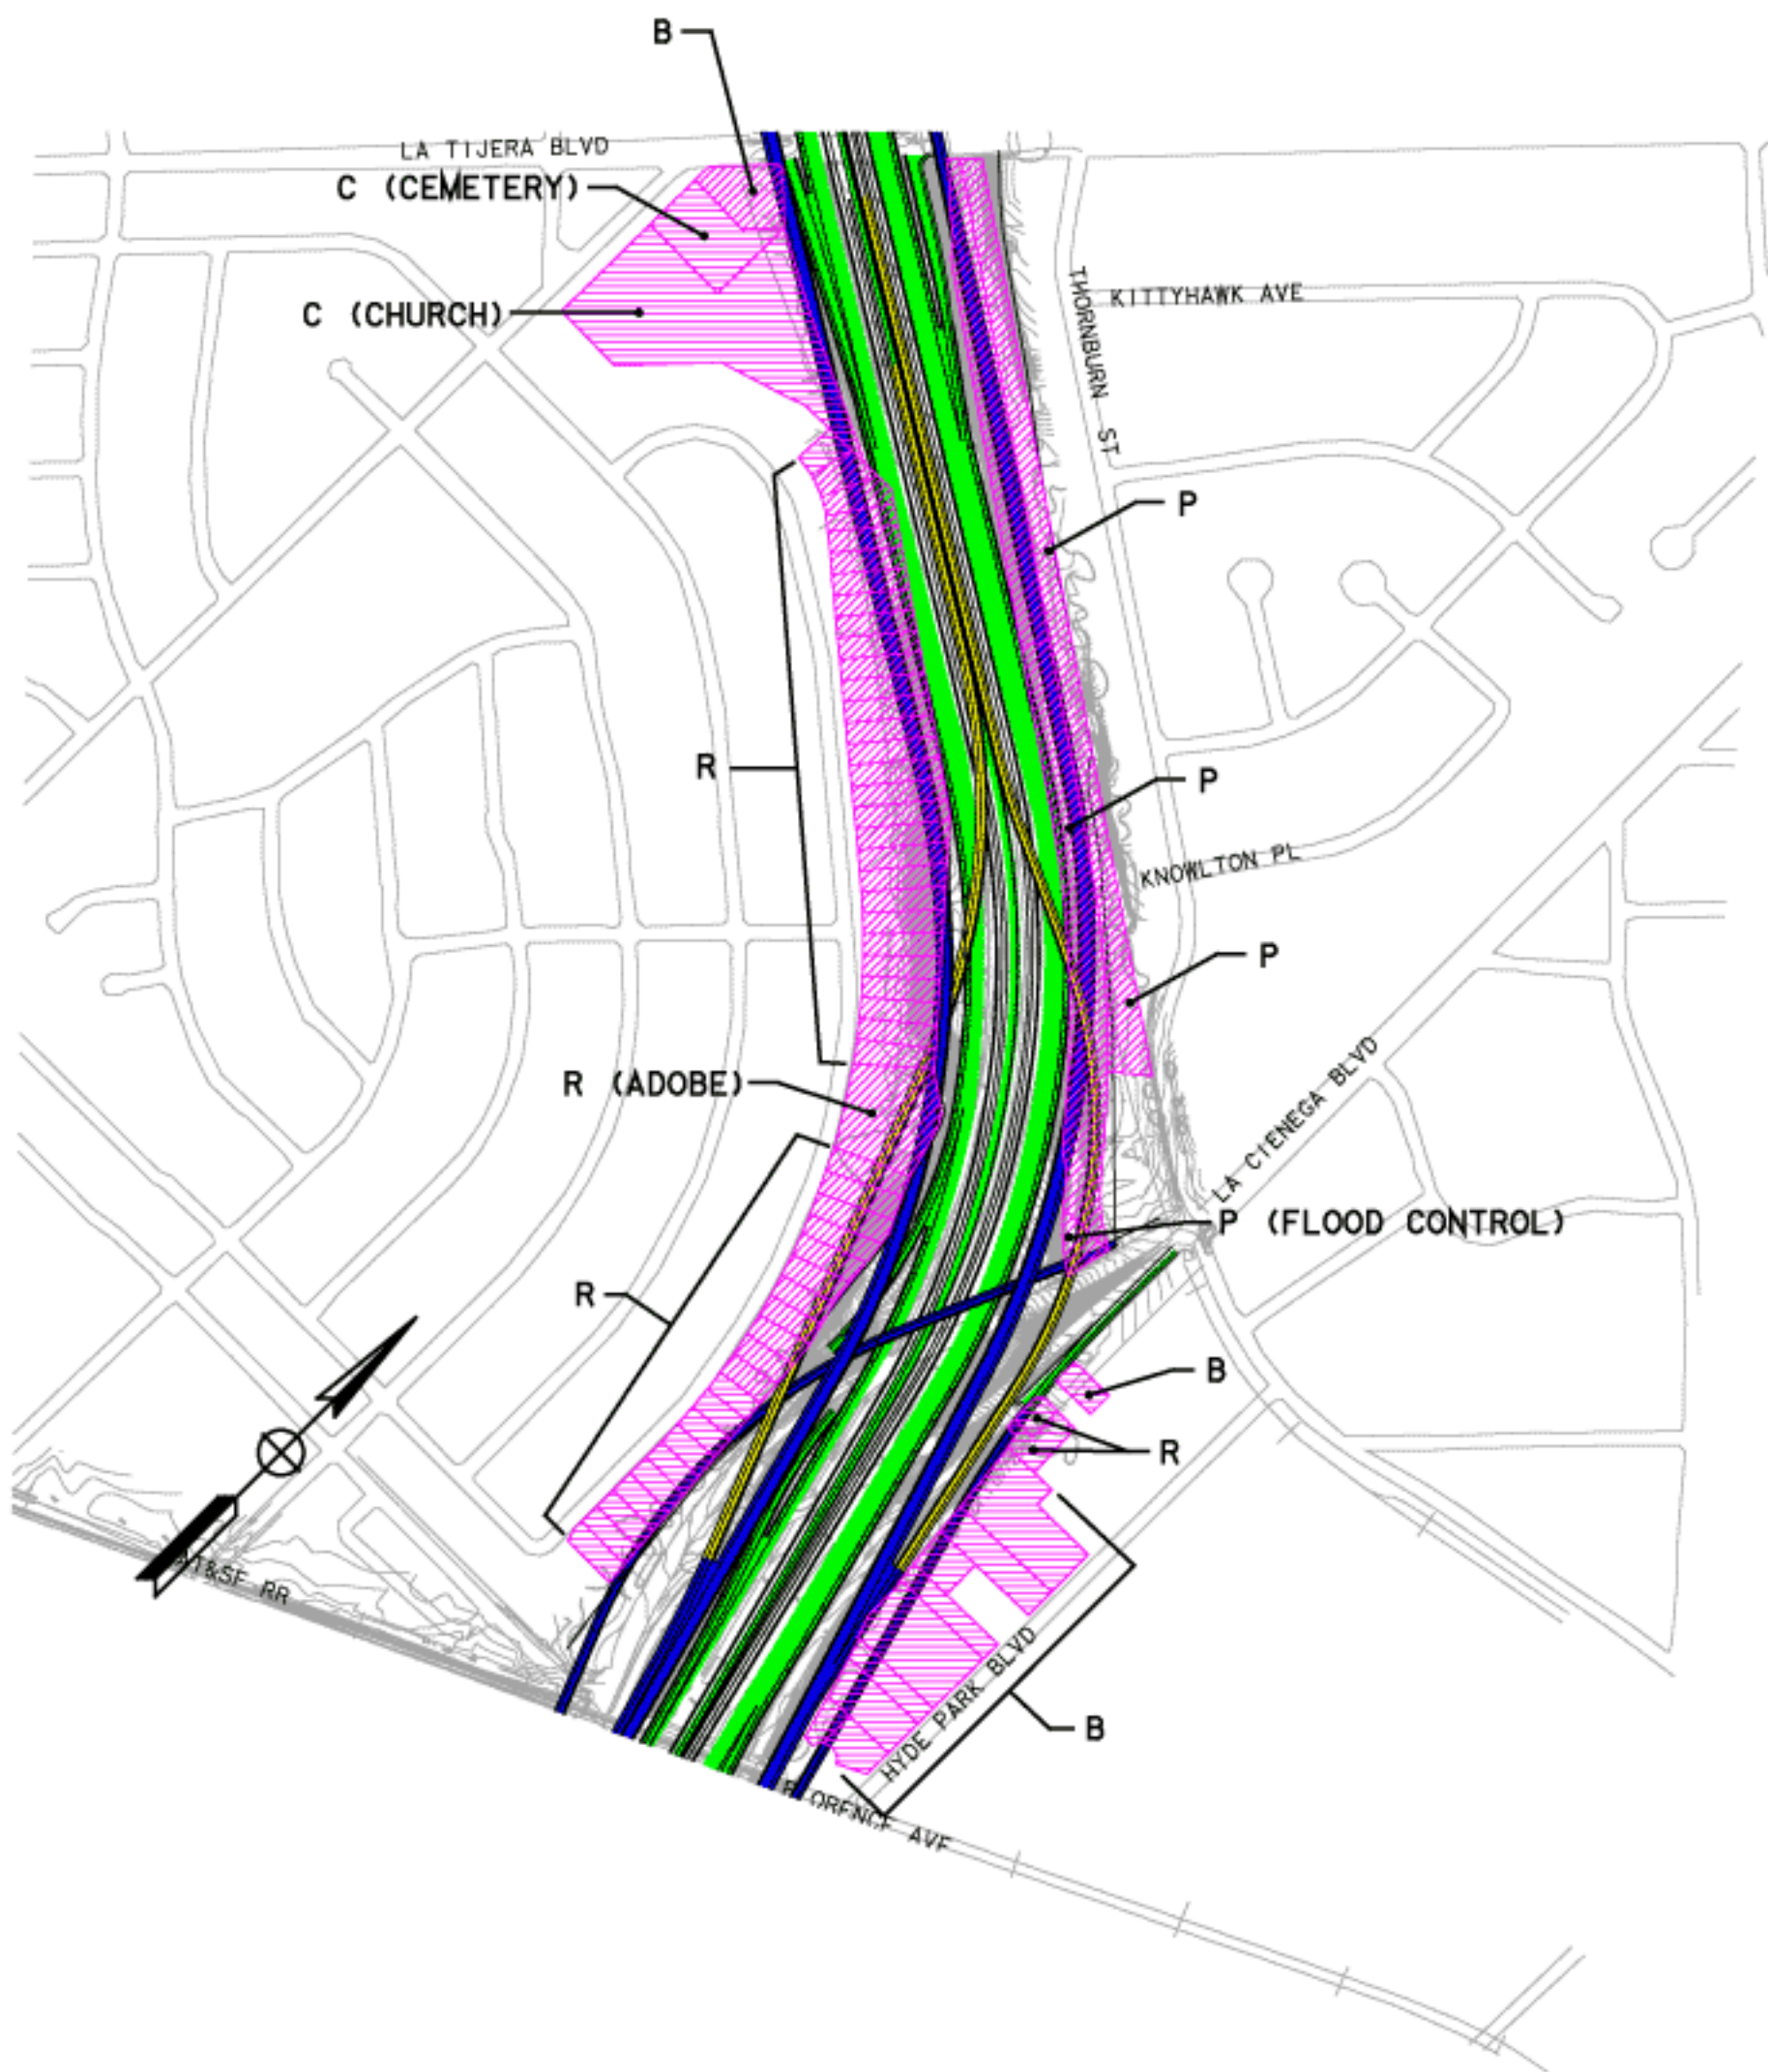 B
LA TIJERA BLVD
C (CEMETERY)
C (CHURCH)
KITTYHAWK AVE
THORNBURN ST
P
R
P
KNOWLTON PL
P
R (ADOBE)
LA CIENEGA BLVD
P (FLOOD CONTROL)
R
B
R
AT&SF RR
HYDE PARK BLVD
B
FLORENCE AVE